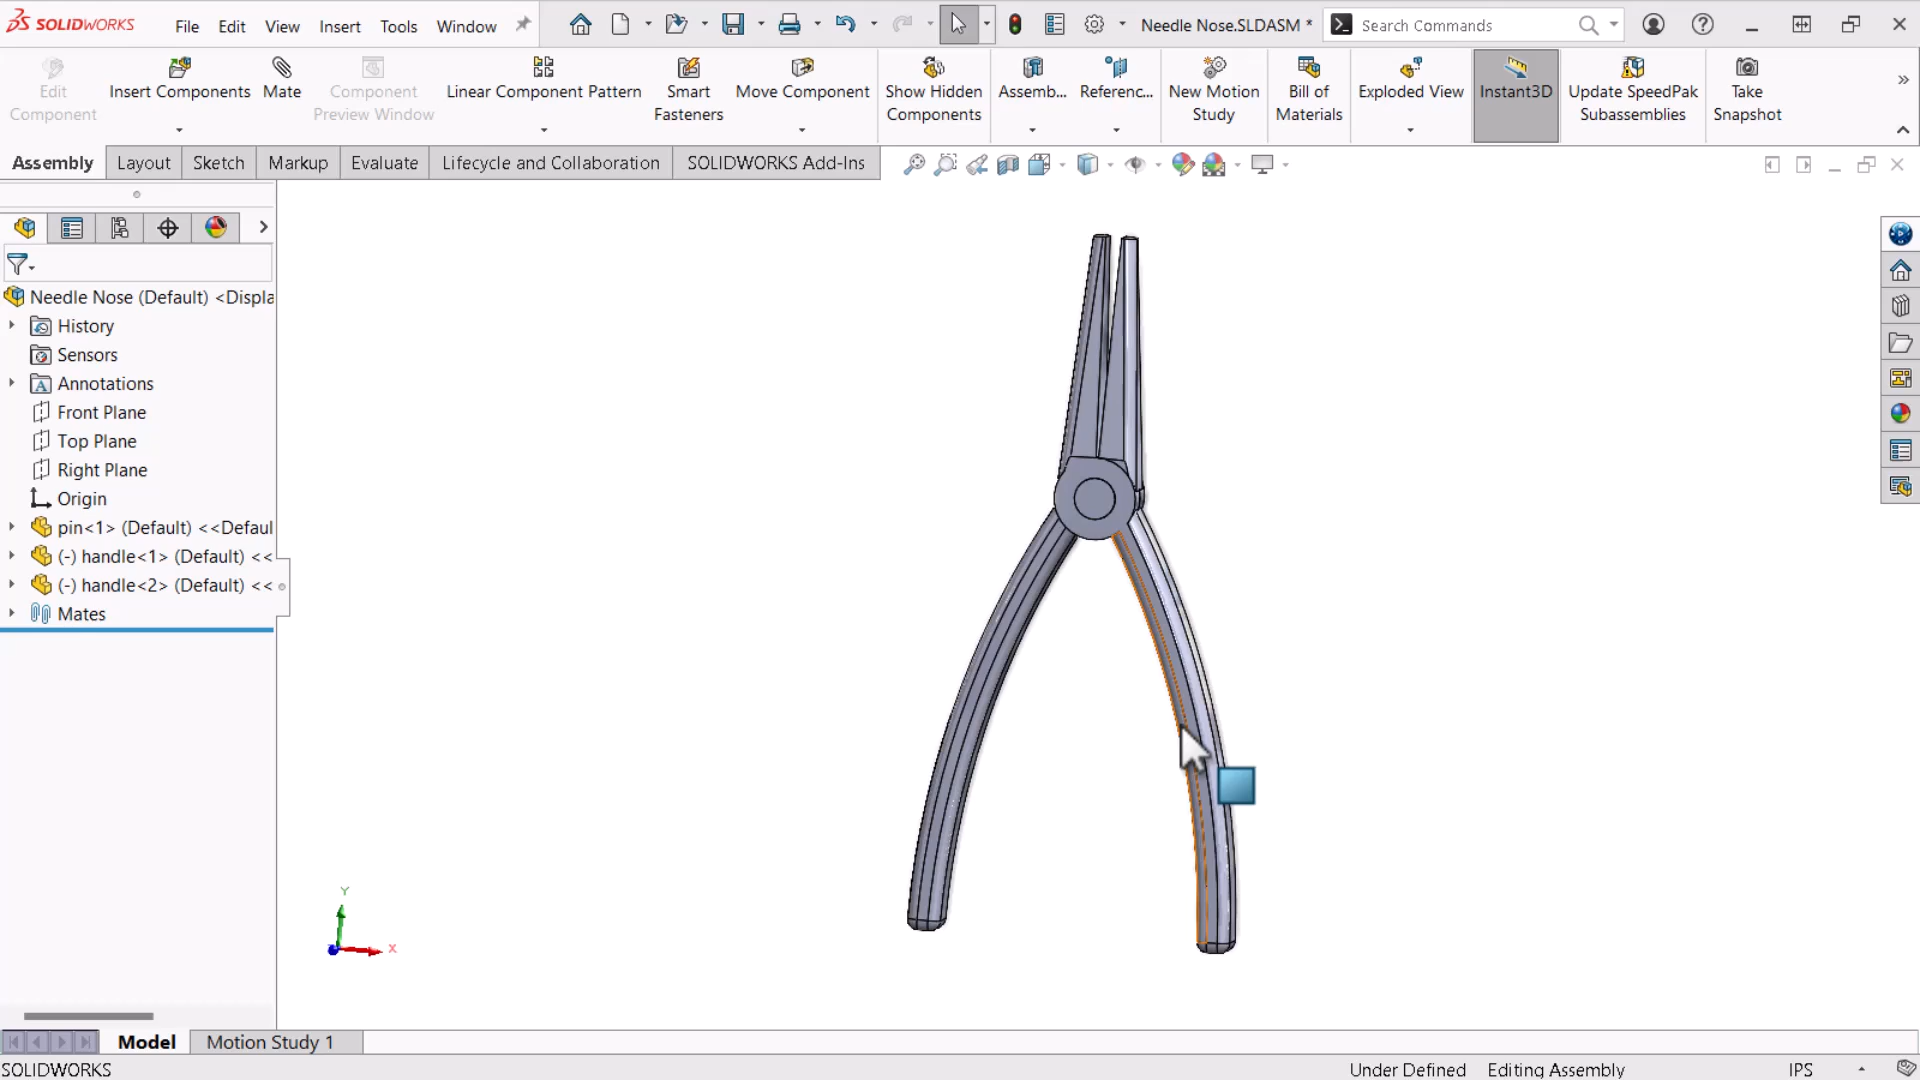 SOLIDWORKS File Edit View Insert Tools Window Needle Nose.SLDASM * Search Commands
Edit Component
Insert Components
Mate
Component Preview Window
Linear Component Pattern
Smart Fasteners
Move Component
Show Hidden Components
Assemb...
Referenc...
New Motion Study
Bill of Materials
Exploded View
Instant3D
Update SpeedPak Subassemblies
Take Snapshot
Assembly Layout Sketch Markup Evaluate Lifecycle and Collaboration SOLIDWORKS Add-Ins
Needle Nose (Default) <Displa
History
Sensors
Annotations
Front Plane
Top Plane
Right Plane
Origin
pin<1> (Default) <<Defaul
(-) handle<1> (Default) <<
(-) handle<2> (Default) <<
Mates
Y
X
Model Motion Study 1
SOLIDWORKS Under Defined Editing Assembly IPS